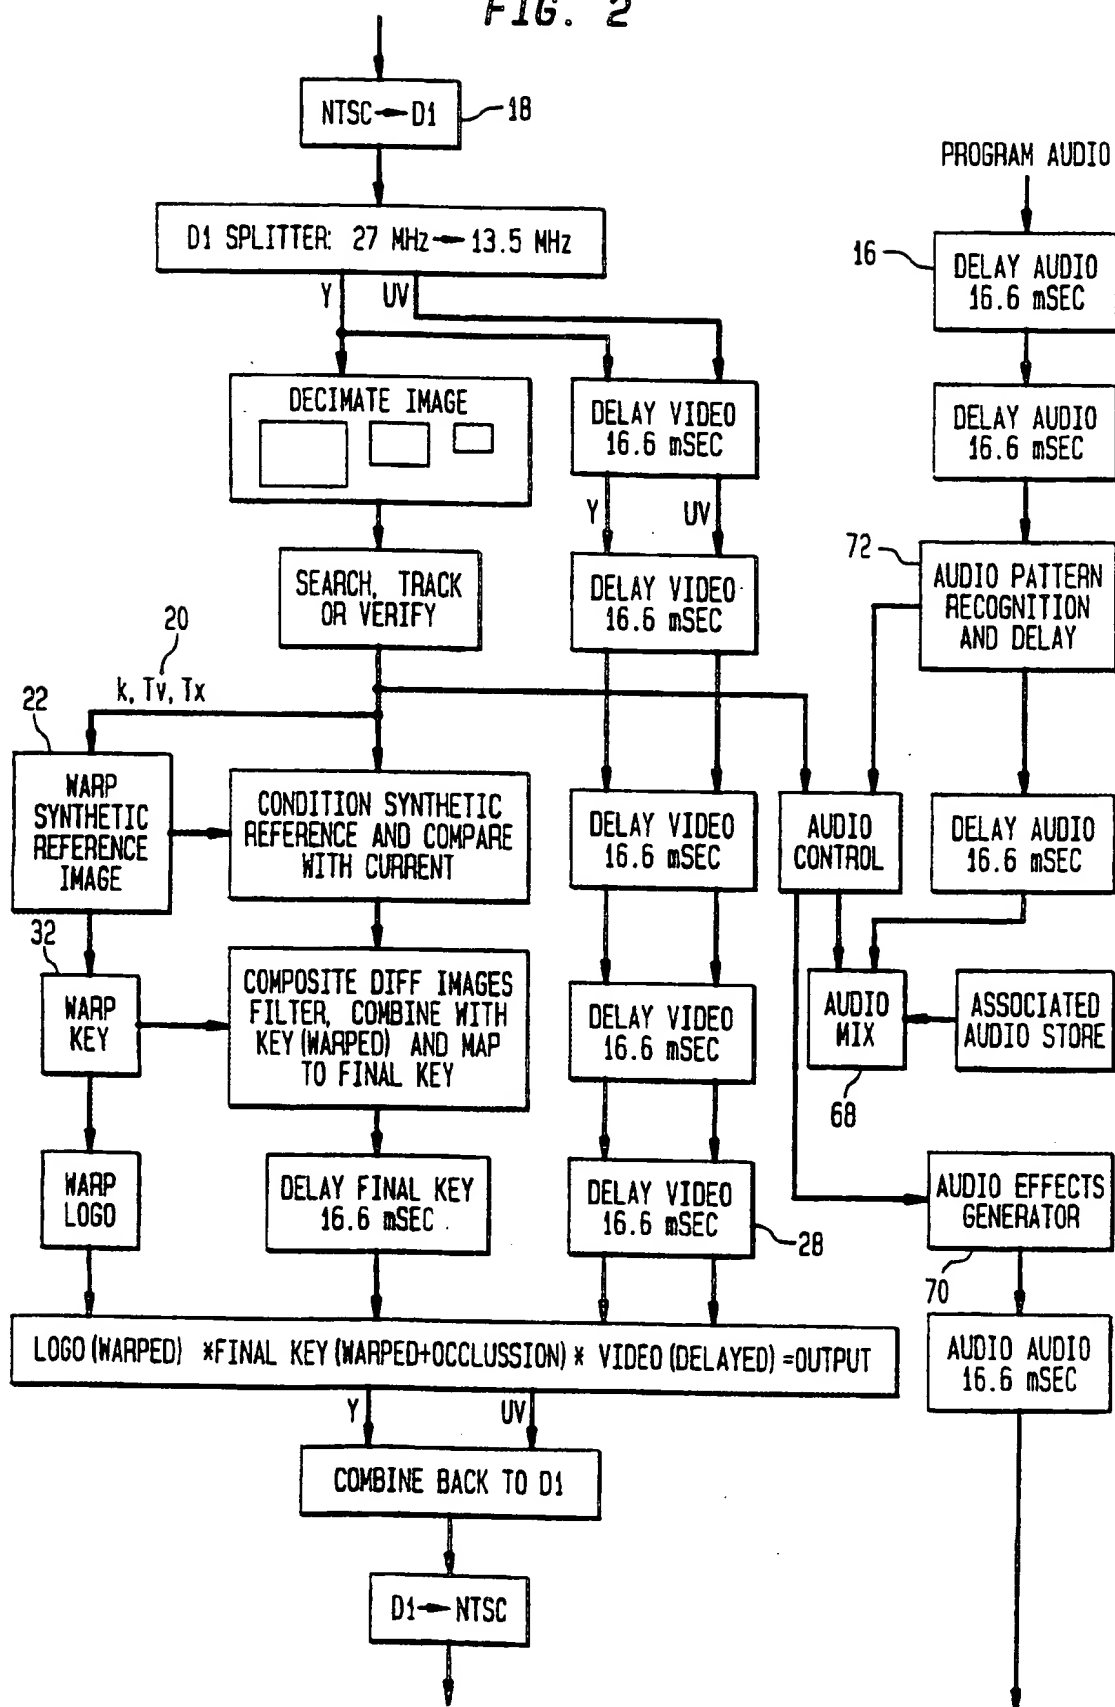 FIG. 2
NTSC→D1
18
D1 SPLITTER: 27 MHz→13.5 MHz
Y
UV
DECIMATE IMAGE
SEARCH, TRACK
OR VERIFY
20
k, Tv, Tx
22
WARP
SYNTHETIC
REFERENCE
IMAGE
CONDITION SYNTHETIC
REFERENCE AND COMPARE
WITH CURRENT
32
WARP
KEY
COMPOSITE DIFF IMAGES
FILTER, COMBINE WITH
KEY(WARPED) AND MAP
TO FINAL KEY
WARP
LOGO
DELAY FINAL KEY
16.6 mSEC
DELAY VIDEO
16.6 mSEC
Y
UV
DELAY VIDEO
16.6 mSEC
DELAY VIDEO
16.6 mSEC
DELAY VIDEO
16.6 mSEC
DELAY VIDEO
16.6 mSEC
28
PROGRAM AUDIO
16
DELAY AUDIO
16.6 mSEC
DELAY AUDIO
16.6 mSEC
72
AUDIO PATTERN
RECOGNITION
AND DELAY
AUDIO
CONTROL
DELAY AUDIO
16.6 mSEC
AUDIO
MIX
68
ASSOCIATED
AUDIO STORE
AUDIO EFFECTS
GENERATOR
70
AUDIO AUDIO
16.6 mSEC
LOGO(WARPED) *FINAL KEY(WARPED+OCCLUSSION)* VIDEO(DELAYED)=OUTPUT
Y
UV
COMBINE BACK TO D1
D1→NTSC